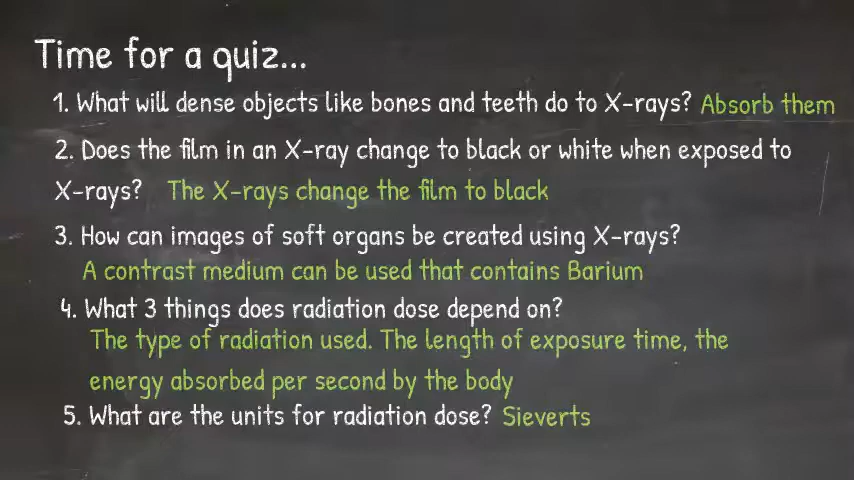 Time for a quiz...
1. What will dense objects like bones and teeth do to X-rays? Absorb them
2. Does the film in an X-ray change to black or white when exposed to
X-rays? The X-rays change the film to black
3. How can images of soft organs be created using X-rays?
A contrast medium can be used that contains Barium
4. What 3 things does radiation dose depend on?
The type of radiation used. The length of exposure time, the
energy absorbed per second by the body
5. What are the units for radiation dose? Sieverts